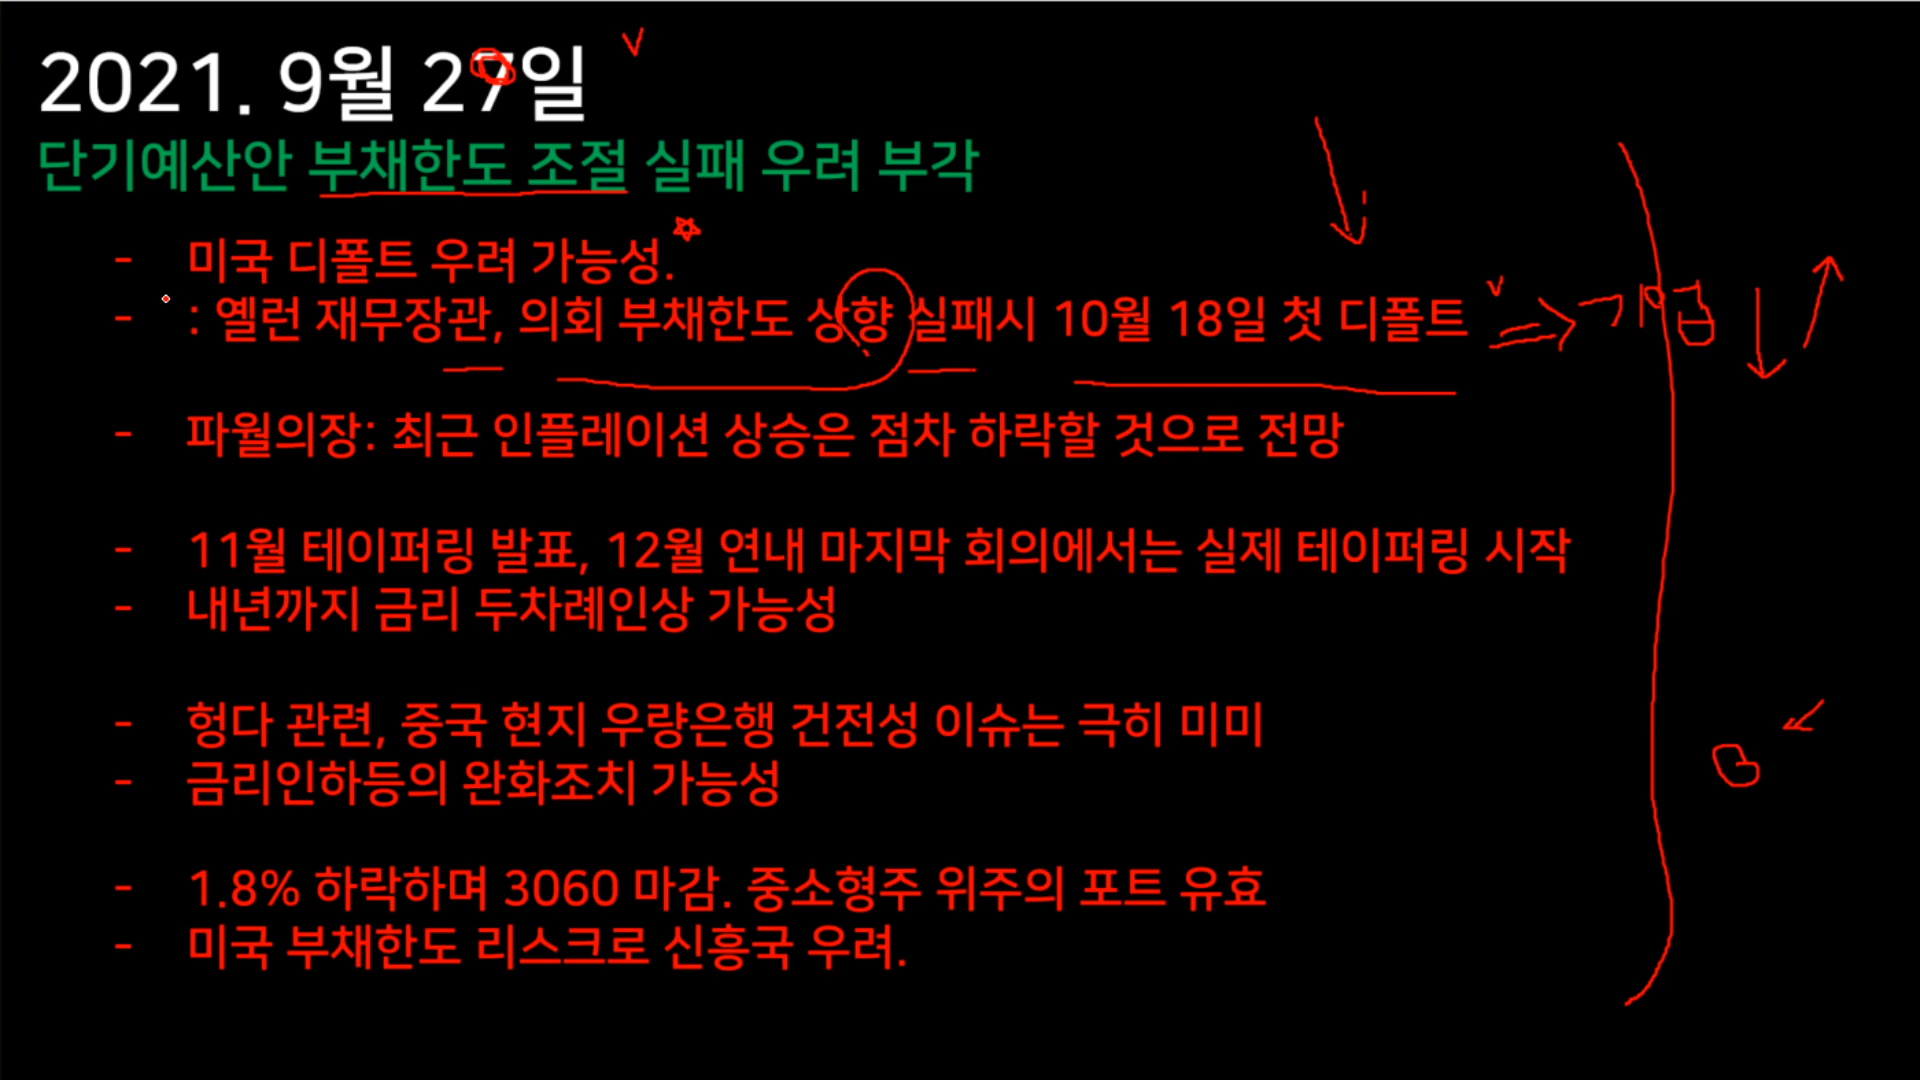 2021. 9월 27일
단기예산안 부채한도 조절 실패 우려 부각
- 미국 디폴트 우려 가능성.
- : 옐런 재무장관, 의회 부채한도 상향 실패시 10월 18일 첫 디폴트
- 파월의장: 최근 인플레이션 상승은 점차 하락할 것으로 전망
- 11월 테이퍼링 발표, 12월 연내 마지막 회의에서는 실제 테이퍼링 시작
- 내년까지 금리 두차례인상 가능성
- 헝다 관련, 중국 현지 우량은행 건전성 이슈는 극히 미미
- 금리인하등의 완화조치 가능성
- 1.8% 하락하며 3060 마감. 중소형주 위주의 포트 유효
- 미국 부채한도 리스크로 신흥국 우려.